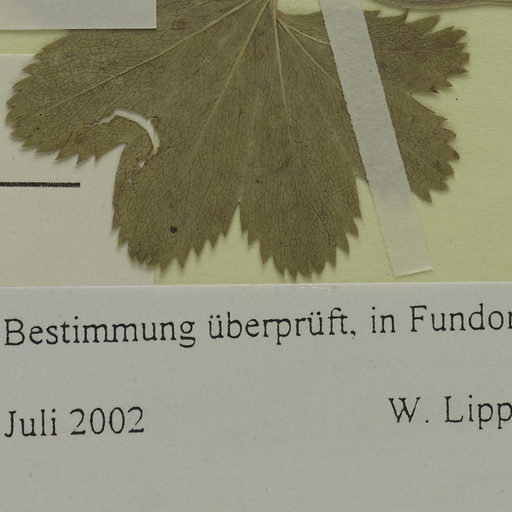 Bestimmung überprüft, in Fundor
Juli 2002 W. Lipp